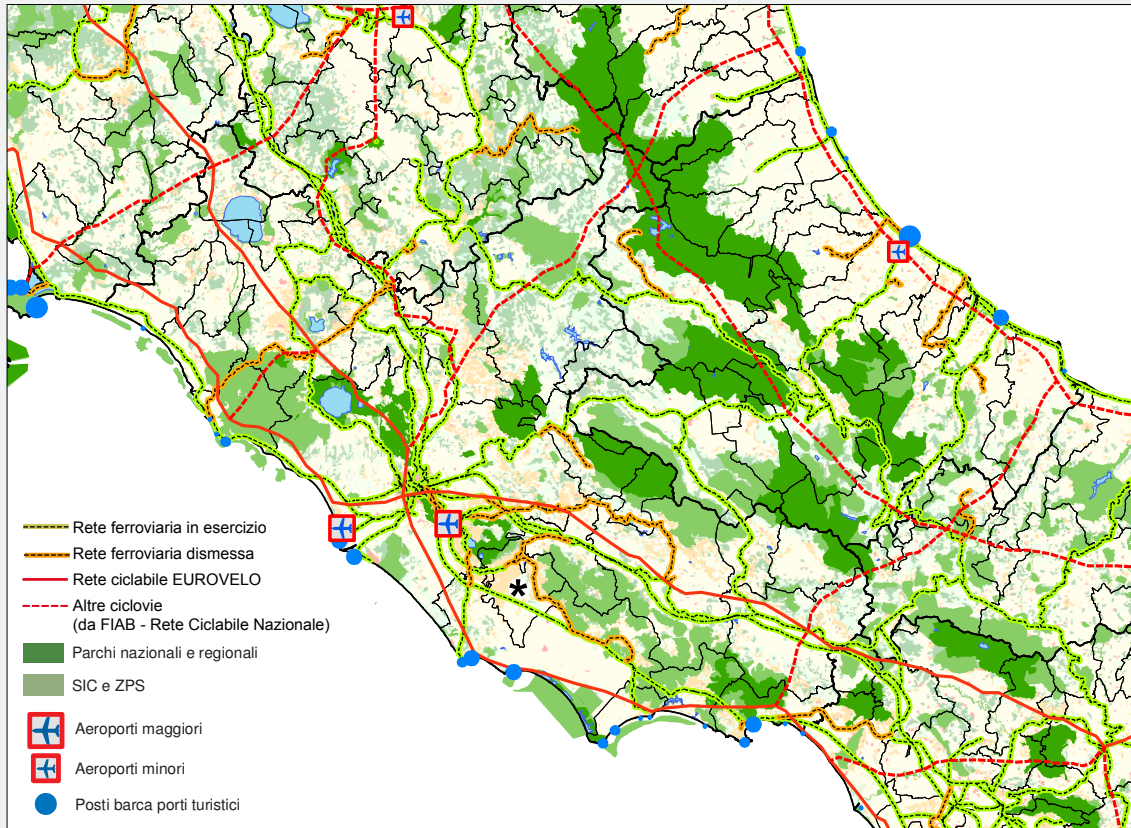 *
Rete ferroviaria in esercizio
Rete ferroviaria dismessa
Rete ciclabile EUROVELO
Altre ciclovie
(da FIAB - Rete Ciclabile Nazionale)
Parchi nazionali e regionali
SIC e ZPS
Aeroporti maggiori
Aeroporti minori
Posti barca porti turistici